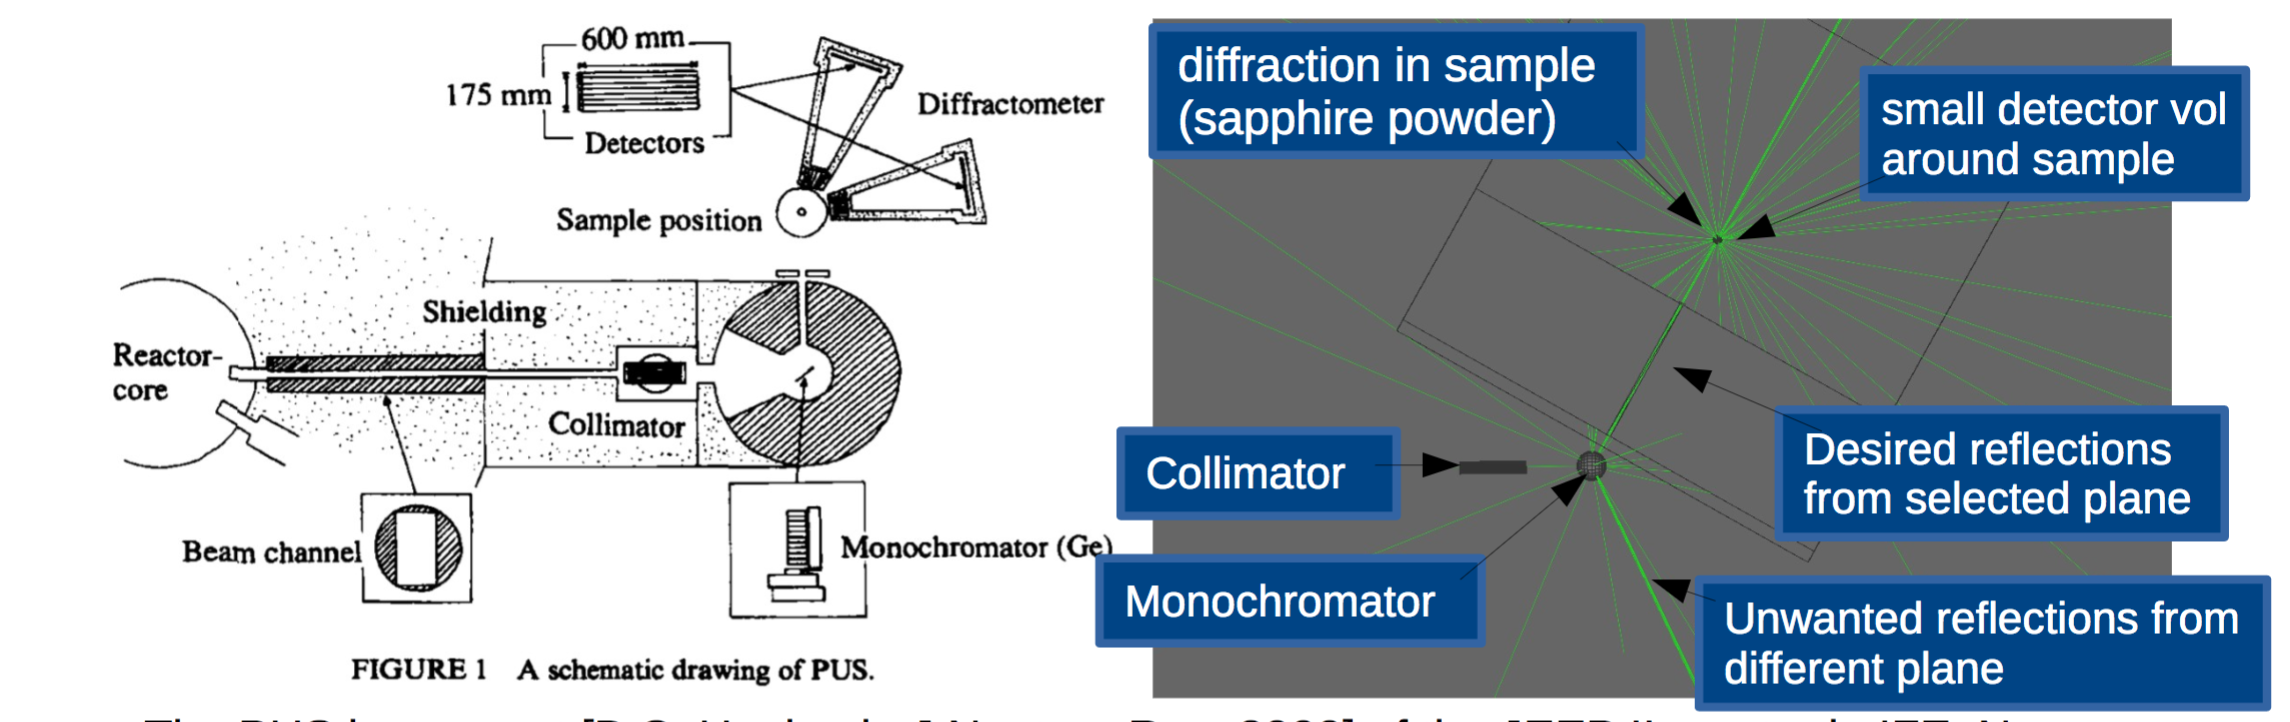 600 mm
175 mm
Detectors
Diffractometer
Sample position
Shielding
Reactor-
core
Collimator
Beam channel
Monochromator (Ge)
FIGURE 1 A schematic drawing of PUS.
diffraction in sample
(sapphire powder)
small detector vol
around sample
Collimator
Desired reflections
from selected plane
Monochromator
Unwanted reflections from
different plane